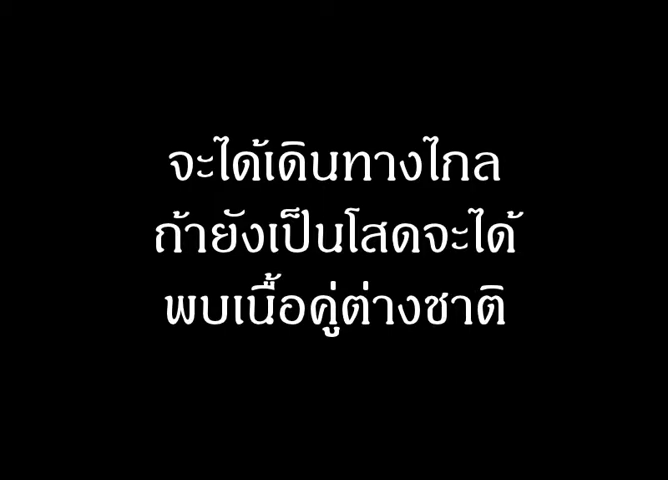 จะได้เดินทางไกล
ถ้ายังเป็นโสดจะได้
พบเนื้อคู่ต่างชาติ